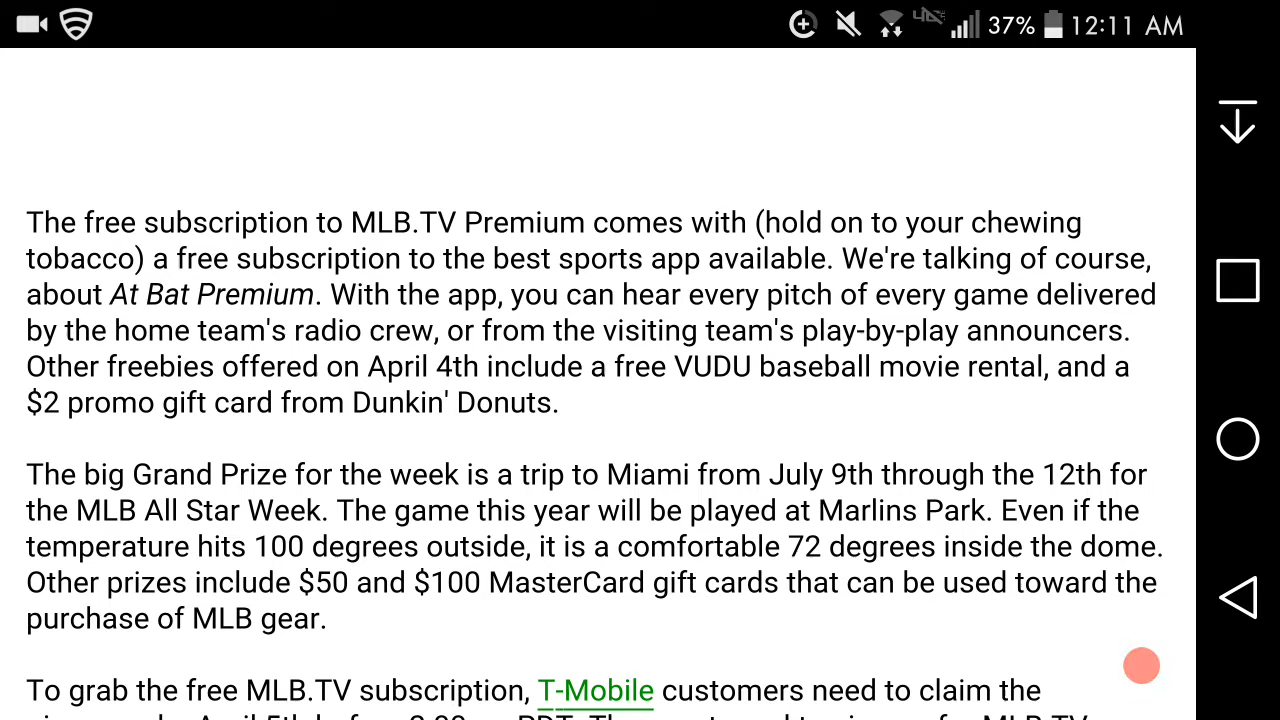 37% 12:11 AM
The free subscription to MLB.TV Premium comes with (hold on to your chewing
tobacco) a free subscription to the best sports app available. We're talking of course,
about At Bat Premium. With the app, you can hear every pitch of every game delivered
by the home team's radio crew, or from the visiting team's play-by-play announcers.
Other freebies offered on April 4th include a free VUDU baseball movie rental, and a
$2 promo gift card from Dunkin' Donuts.
The big Grand Prize for the week is a trip to Miami from July 9th through the 12th for
the MLB All Star Week. The game this year will be played at Marlins Park. Even if the
temperature hits 100 degrees outside, it is a comfortable 72 degrees inside the dome.
Other prizes include $50 and $100 MasterCard gift cards that can be used toward the
purchase of MLB gear.
To grab the free MLB.TV subscription, T-Mobile customers need to claim the